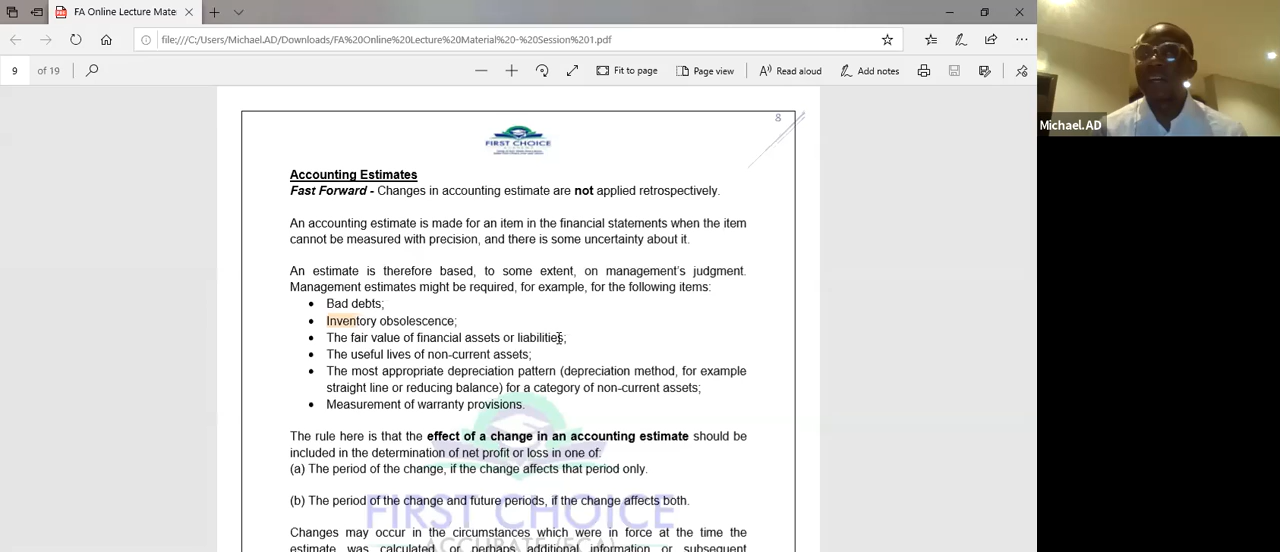 FA Online Lecture Mater
Michael.AD
file:///C:/Users/Michael.AD/Downloads/FA%20Online%20Lecture%20Material%20-%20Session%201.pdf
9 of 19
Fit to page
Page view
Read aloud
Add notes
8
FIRST CHOICE
Accounting Estimates
Fast Forward - Changes in accounting estimate are not applied retrospectively.
An accounting estimate is made for an item in the financial statements when the item
cannot be measured with precision, and there is some uncertainty about it.
An estimate is therefore based, to some extent, on management's judgment.
Management estimates might be required, for example, for the following items:
• Bad debts;
• Inventory obsolescence;
• The fair value of financial assets or liabilities;
• The useful lives of non-current assets;
• The most appropriate depreciation pattern (depreciation method, for example
straight line or reducing balance) for a category of non-current assets;
• Measurement of warranty provisions.
The rule here is that the effect of a change in an accounting estimate should be
included in the determination of net profit or loss in one of:
(a) The period of the change, if the change affects that period only.
(b) The period of the change and future periods, if the change affects both.
FIRST CHOICE
Changes may occur in the circumstances which were in force at the time the
estimate was calculated or perhaps additional information or subsequent